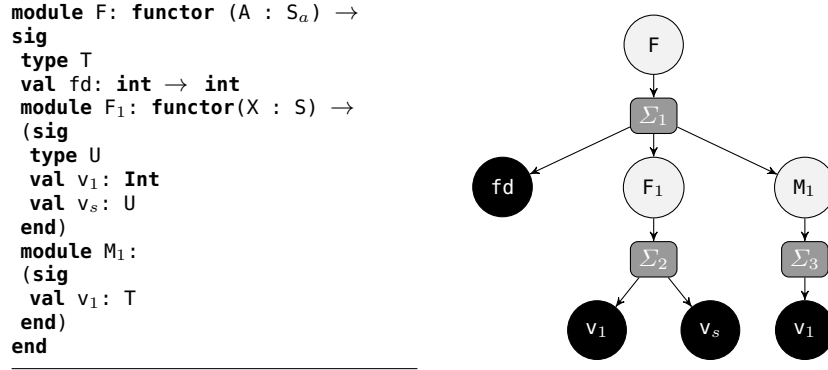 module F: functor (A : Sₐ) →
sig
type T
val fd: int → int
module F₁: functor(X : S) →
(sig
type U
val v₁: Int
val vₛ: U
end)
module M₁:
(sig
val v₁: T
end)
end
F
Σ₁
fd
F₁
M₁
Σ₂
Σ₃
v₁
vₛ
v₁